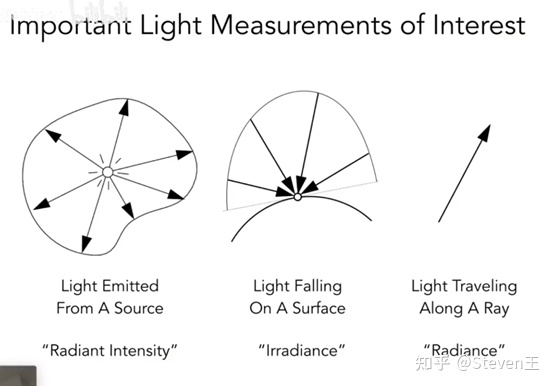 Important Light Measurements of Interest
Light Emitted
From A Source
Light Falling
On A Surface
Light Traveling
Along A Ray
“Radiant Intensity”
“Irradiance”
“Radiance”
知乎 @Steven王